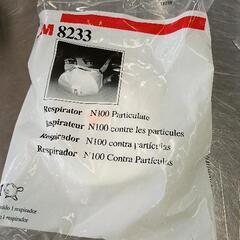 3M 8233
Respirator N100 Particulate
Respirateur N100 contre les particules
Respirador N100 contra partículas
Respirador N100 Contra Partículas
1 respirador